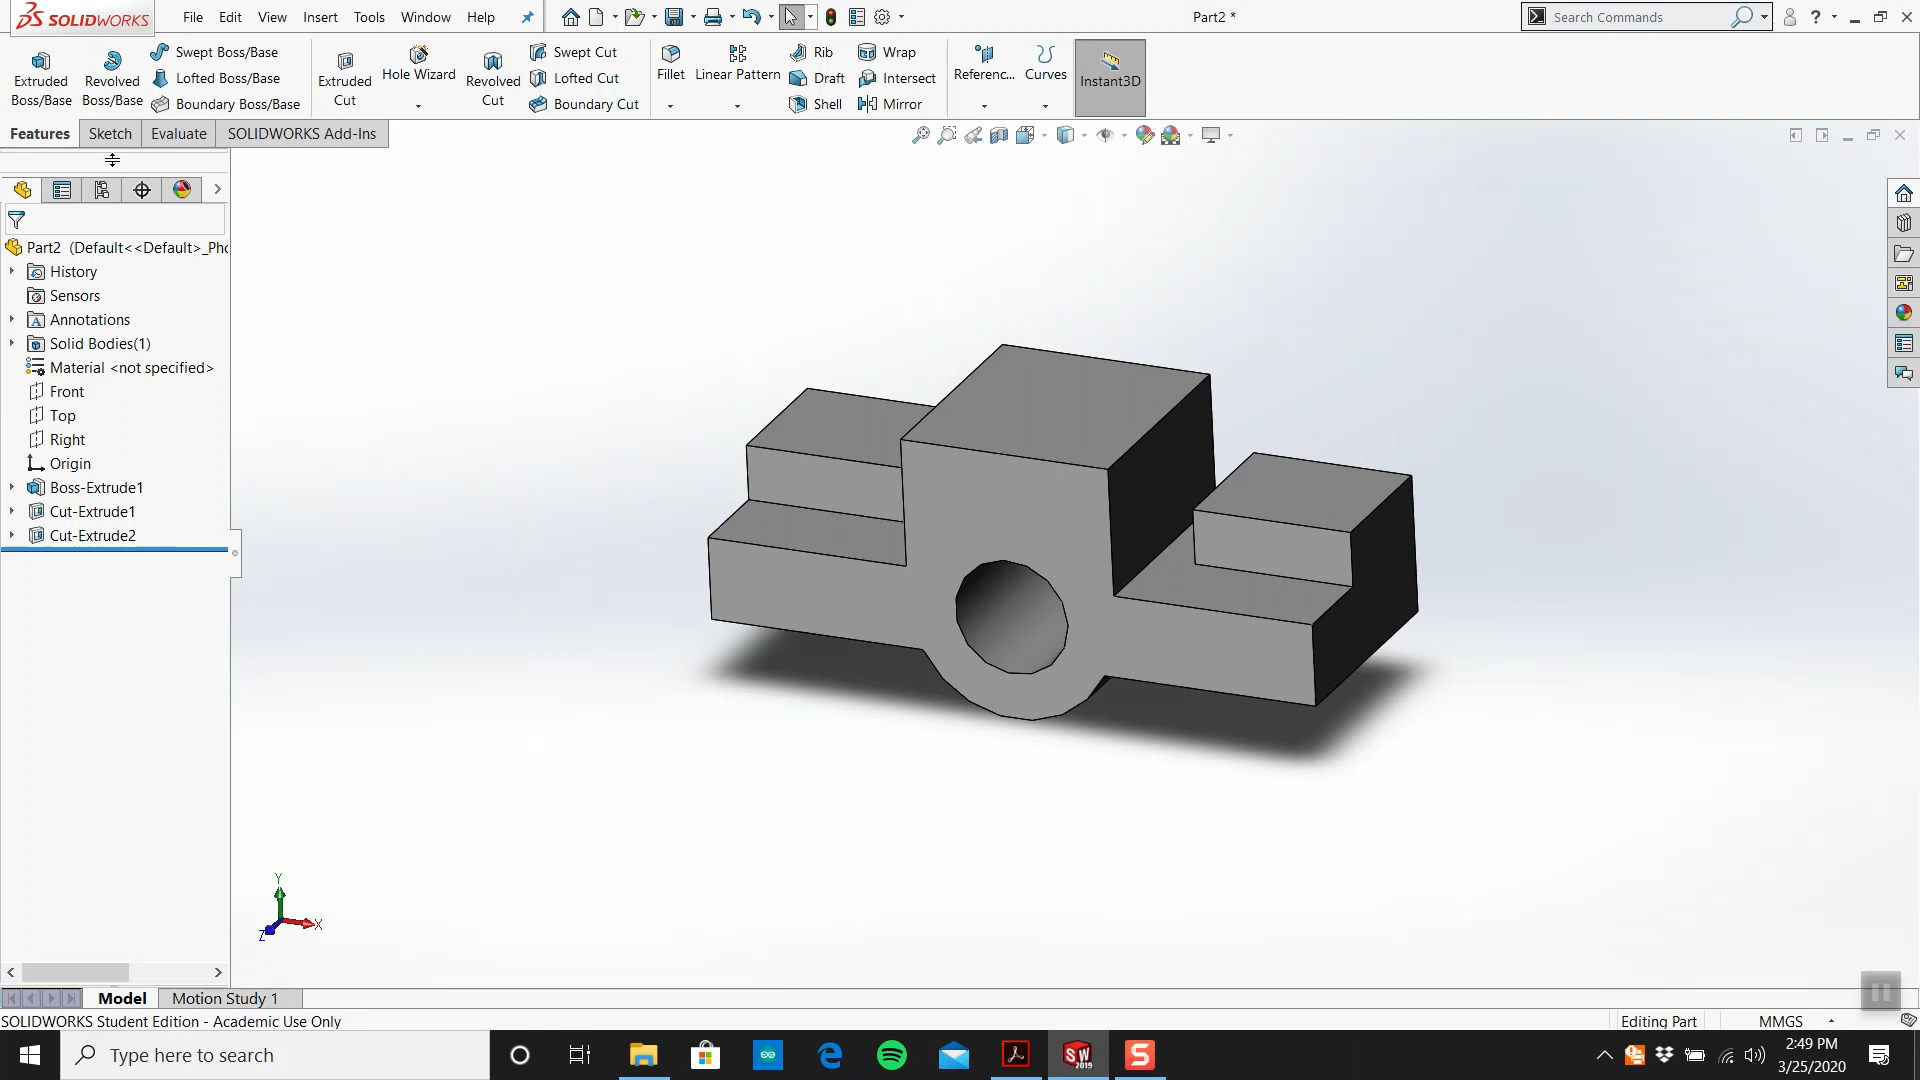 SOLIDWORKS
File Edit View Insert Tools Window Help
Part2 *
Search Commands
Extruded Boss/Base
Revolved Boss/Base
Swept Boss/Base
Lofted Boss/Base
Boundary Boss/Base
Extruded Cut
Hole Wizard
Revolved Cut
Swept Cut
Lofted Cut
Boundary Cut
Fillet
Linear Pattern
Rib
Draft
Shell
Wrap
Intersect
Mirror
Referenc...
Curves
Instant3D
Features Sketch Evaluate SOLIDWORKS Add-Ins
Part2 (Default<<Default>_Pho
History
Sensors
Annotations
Solid Bodies(1)
Material <not specified>
Front
Top
Right
Origin
Boss-Extrude1
Cut-Extrude1
Cut-Extrude2
Y
X
Z
Model Motion Study 1
SOLIDWORKS Student Edition - Academic Use Only
Editing Part
MMGS
Type here to search
SW
2019
S
2:49 PM
3/25/2020